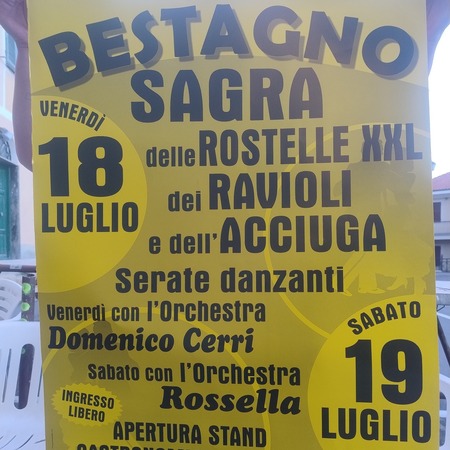 BESTAGNO
SAGRA
VENERDÌ
18
LUGLIO
delle ROSTELLE XXL
dei RAVIOLI
e dell'ACCIUGA
Serate danzanti
Venerdì con l'Orchestra
Domenico Cerri
Sabato con l'Orchestra
Rossella
SABATO
19
LUGLIO
INGRESSO
LIBERO
APERTURA STAND